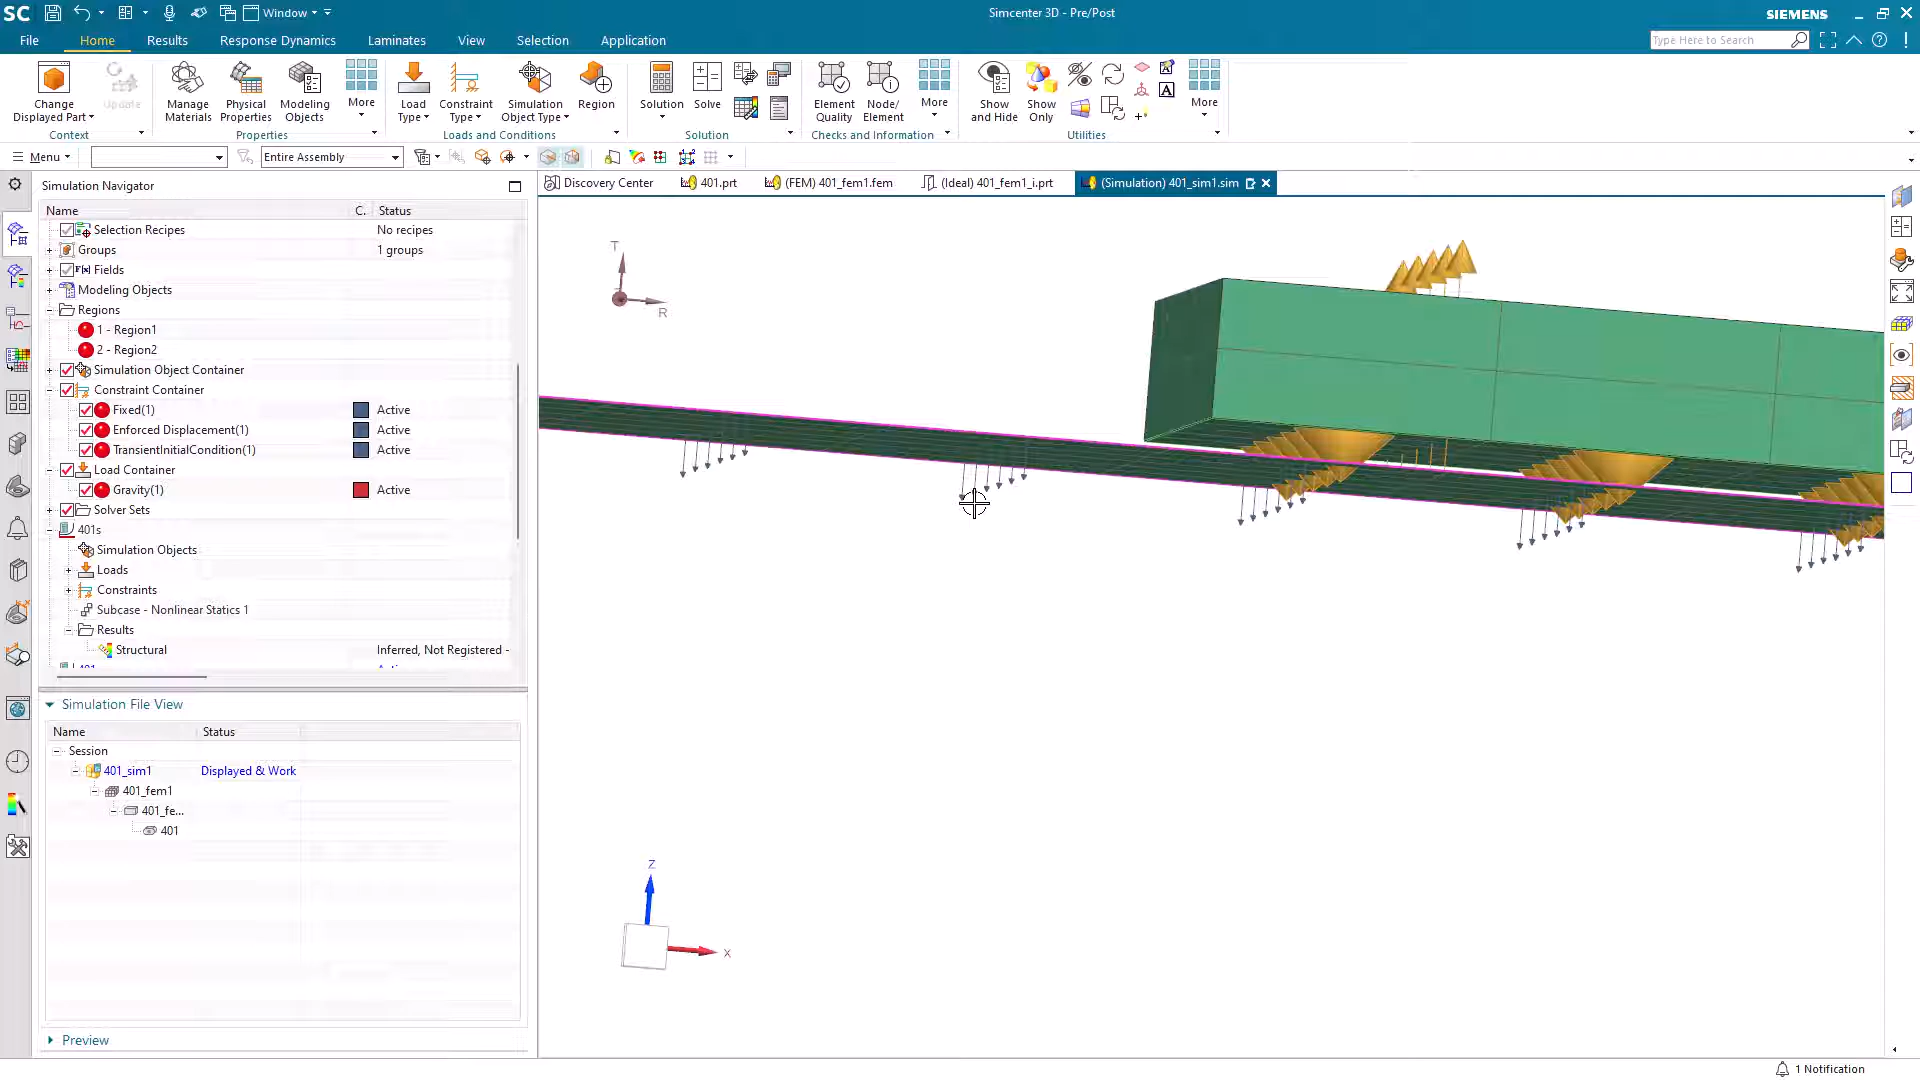 SC Window Simcenter 3D - Pre/Post SIEMENS
File Home Results Response Dynamics Laminates View Selection Application Type Here to Search
Change Displayed Part
Update
Manage Materials
Physical Properties
Modeling Objects
More
Load Type
Constraint Type
Simulation Object Type
Region
Solution
Solve
Element Quality
Node/ Element
More
Show and Hide
Show Only
More
Context Properties Loads and Conditions Solution Checks and Information Utilities
Menu Entire Assembly
Simulation Navigator
Discovery Center 401.prt (FEM) 401_fem1.fem (Ideal) 401_fem1_i.prt (Simulation) 401_sim1.sim
Name C. Status
Selection Recipes No recipes
Groups 1 groups
Fields
Modeling Objects
Regions
1 - Region1
2 - Region2
Simulation Object Container
Constraint Container
Fixed(1) Active
Enforced Displacement(1) Active
TransientInitialCondition(1) Active
Load Container
Gravity(1) Active
Solver Sets
401s
Simulation Objects
Loads
Constraints
Subcase - Nonlinear Statics 1
Results
Structural Inferred, Not Registered -
Simulation File View
Name Status
Session
401_sim1 Displayed & Work
401_fem1
401_fe...
401
Preview
T
R
Z
X
1 Notification